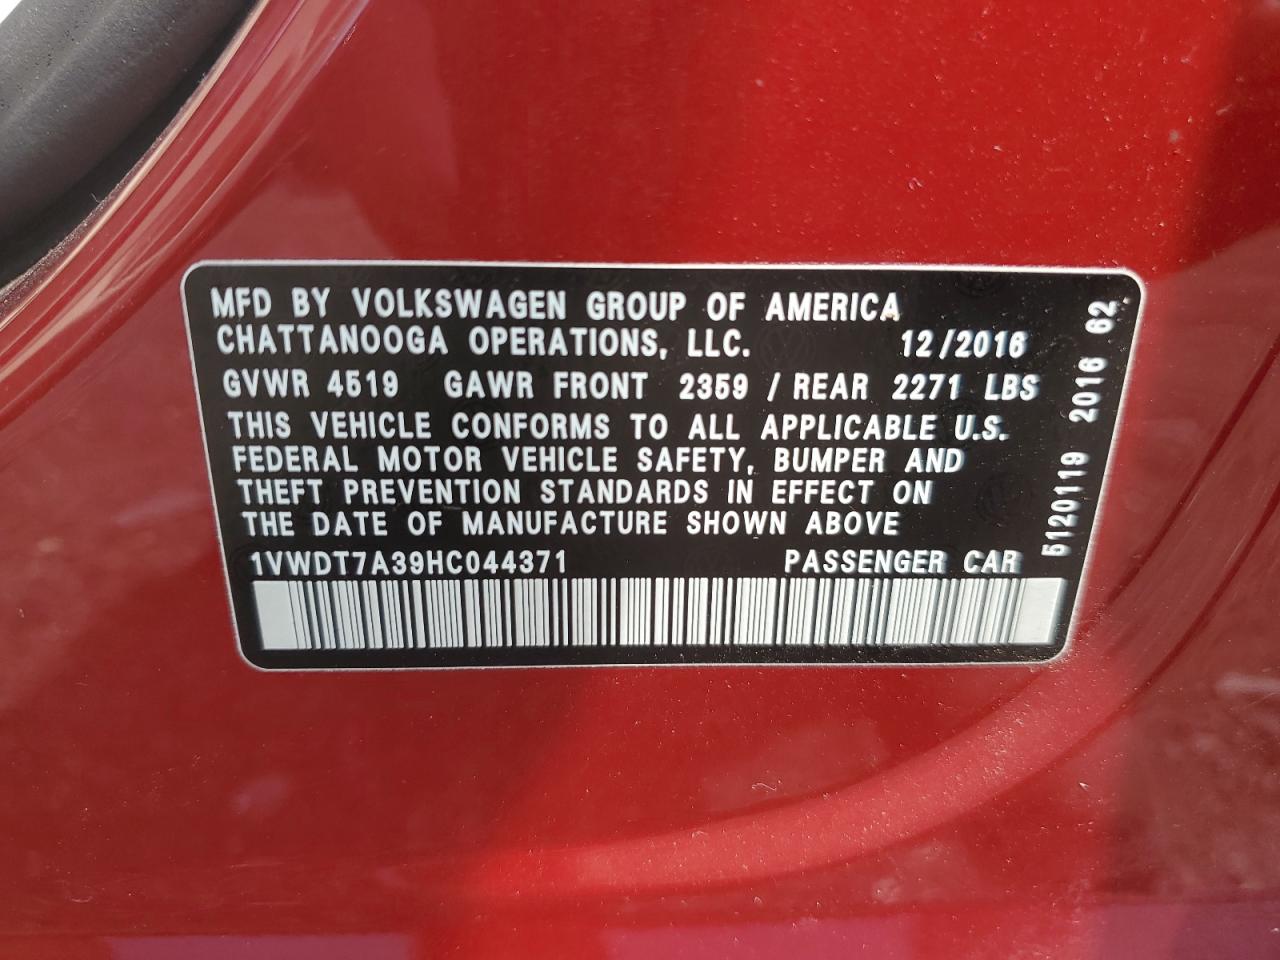 MFD BY VOLKSWAGEN GROUP OF AMERICA
CHATTANOOGA OPERATIONS, LLC. 12/2016
GVWR 4519 GAWR FRONT 2359 / REAR 2271 LBS
THIS VEHICLE CONFORMS TO ALL APPLICABLE U.S.
FEDERAL MOTOR VEHICLE SAFETY, BUMPER AND
THEFT PREVENTION STANDARDS IN EFFECT ON
THE DATE OF MANUFACTURE SHOWN ABOVE
1VWDT7A39HC044371 PASSENGER CAR
5120119 2016 62